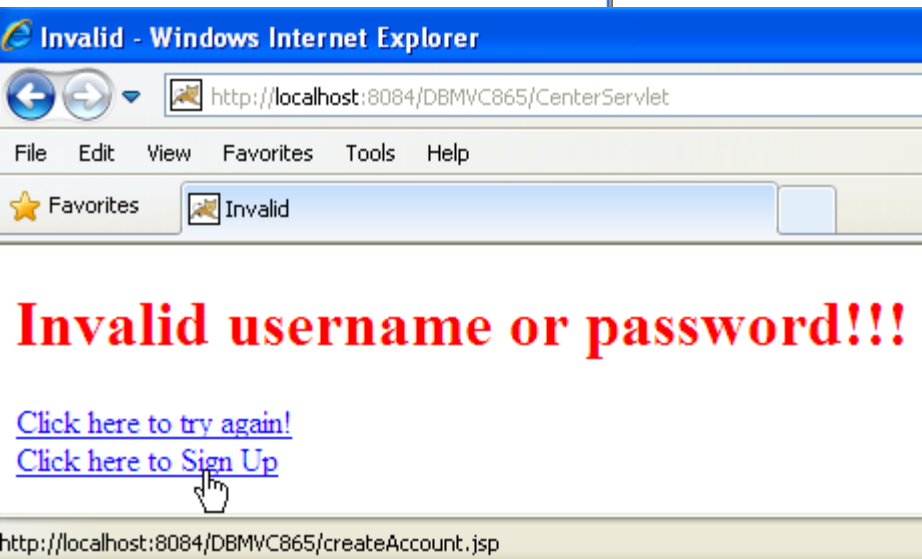 Invalid - Windows Internet Explorer
http://localhost:8084/DBMVC865/CenterServlet
File Edit View Favorites Tools Help
Favorites Invalid
Invalid username or password!!!
Click here to try again!
Click here to Sign Up
http://localhost:8084/DBMVC865/createAccount.jsp